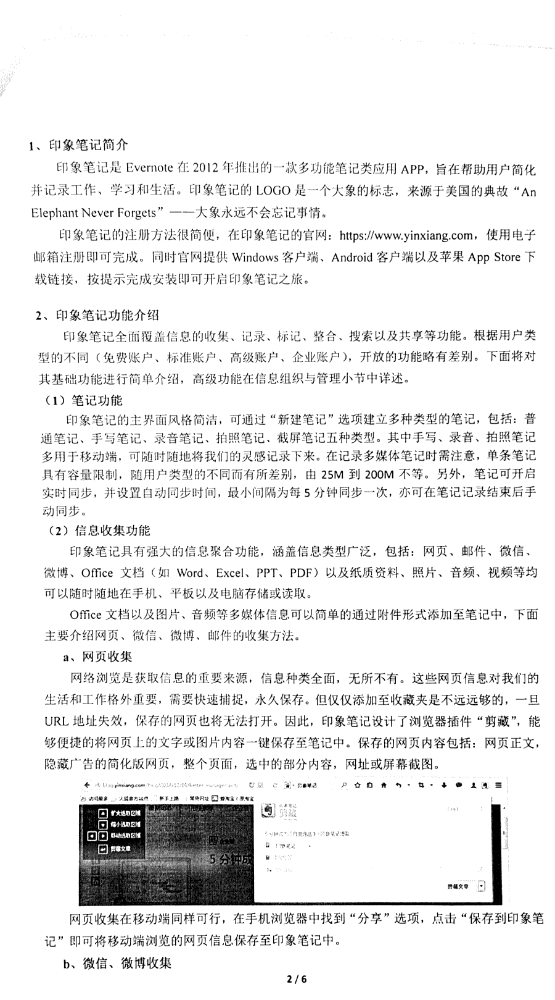 1、印象笔记简介
印象笔记是 Evernote 在 2012 年推出的一款多功能笔记类应用 APP，旨在帮助用户简化
并记录工作、学习和生活。印象笔记的 LOGO 是一个大象的标志，来源于美国的典故“An
Elephant Never Forgets”——大象永远不会忘记事情。
印象笔记的注册方法很简便，在印象笔记的官网：https://www.yinxiang.com，使用电子
邮箱注册即可完成。同时官网提供 Windows 客户端、Android 客户端以及苹果 App Store 下
载链接，按提示完成安装即可开启印象笔记之旅。
2、印象笔记功能介绍
印象笔记全面覆盖信息的收集、记录、标记、整合、搜索以及共享等功能。根据用户类
型的不同（免费账户、标准账户、高级账户、企业账户），开放的功能略有差别。下面将对
其基础功能进行简单介绍，高级功能在信息组织与管理小节中详述。
（1）笔记功能
印象笔记的主界面风格简洁，可通过“新建笔记”选项建立多种类型的笔记，包括：普
通笔记、手写笔记、录音笔记、拍照笔记、截屏笔记五种类型。其中手写、录音、拍照笔记
多用于移动端，可随时随地将我们的灵感记录下来。在记录多媒体笔记时需注意，单条笔记
具有容量限制，随用户类型的不同而有所差别，由 25M 到 200M 不等。另外，笔记可开启
实时同步，并设置自动同步时间，最小间隔为每 5 分钟同步一次，亦可在笔记记录结束后手
动同步。
（2）信息收集功能
印象笔记具有强大的信息聚合功能，涵盖信息类型广泛，包括：网页、邮件、微信、
微博、Office 文档（如 Word、Excel、PPT、PDF）以及纸质资料、照片、音频、视频等均
可以随时随地在手机、平板以及电脑存储或读取。
Office 文档以及图片、音频等多媒体信息可以简单的通过附件形式添加至笔记中，下面
主要介绍网页、微信、微博、邮件的收集方法。
a、网页收集
网络浏览是获取信息的重要来源，信息种类全面，无所不有。这些网页信息对我们的
生活和工作格外重要，需要快速捕捉，永久保存。但仅仅添加至收藏夹是不远远够的，一旦
URL 地址失效，保存的网页也将无法打开。因此，印象笔记设计了浏览器插件“剪藏”，能
够便捷的将网页上的文字或图片内容一键保存至笔记中。保存的网页内容包括：网页正文，
隐藏广告的简化版网页，整个页面，选中的部分内容，网址或屏幕截图。
yinxiang.com 印象笔记
访问最多 火狐官方站点 新手上路 常用网址 爱淘宝
扩大选取区域
缩小选取区域
移动选取区域
剪藏文章
5 分钟成
印象笔记
剪藏
印象笔记
剪藏文章
网页收集在移动端同样可行，在手机浏览器中找到“分享”选项，点击“保存到印象笔
记”即可将移动端浏览的网页信息保存至印象笔记中。
b、微信、微博收集
2 / 6